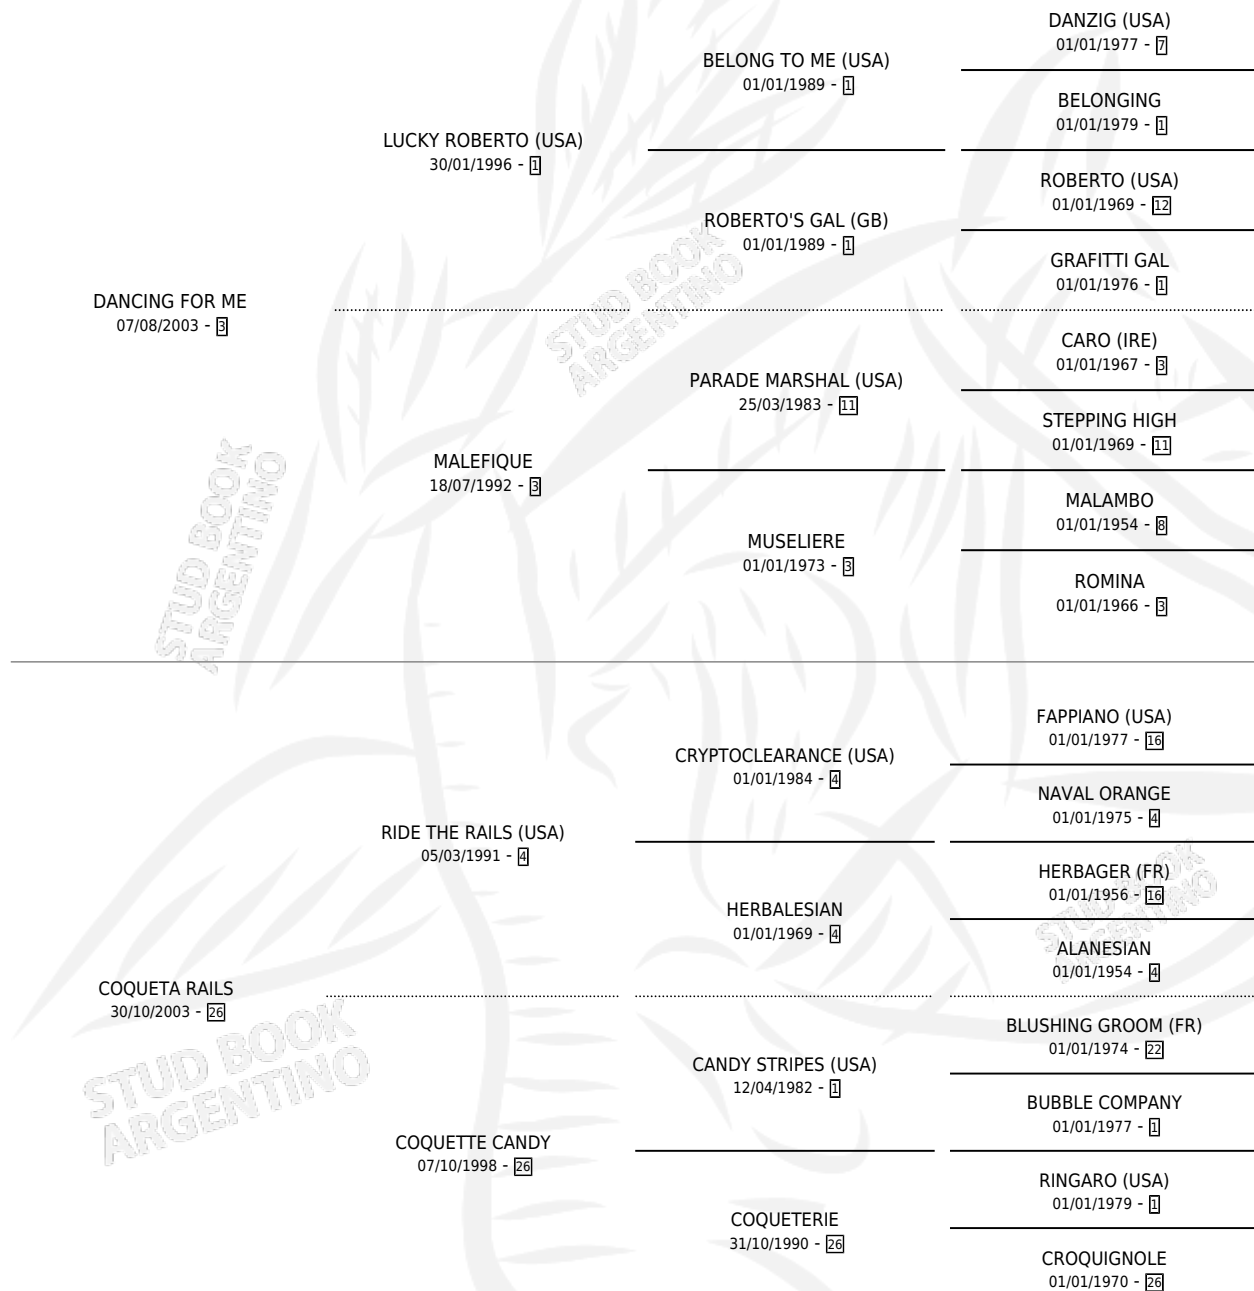 DANZIG (USA)
01/01/1977 - 7
BELONG TO ME (USA)
01/01/1989 - 1
BELONGING
01/01/1979 - 1
LUCKY ROBERTO (USA)
30/01/1996 - 1
ROBERTO (USA)
01/01/1969 - 12
ROBERTO'S GAL (GB)
01/01/1989 - 1
GRAFITTI GAL
01/01/1976 - 1
DANCING FOR ME
07/08/2003 - 3
CARO (IRE)
01/01/1967 - 3
PARADE MARSHAL (USA)
25/03/1983 - 11
STEPPING HIGH
01/01/1969 - 11
MALEFIQUE
18/07/1992 - 3
MALAMBO
01/01/1954 - 8
MUSELIERE
01/01/1973 - 3
ROMINA
01/01/1966 - 3
FAPPIANO (USA)
01/01/1977 - 16
CRYPTOCLEARANCE (USA)
01/01/1984 - 4
NAVAL ORANGE
01/01/1975 - 4
RIDE THE RAILS (USA)
05/03/1991 - 4
HERBAGER (FR)
01/01/1956 - 16
HERBALESIAN
01/01/1969 - 4
ALANESIAN
01/01/1954 - 4
COQUETA RAILS
30/10/2003 - 26
BLUSHING GROOM (FR)
01/01/1974 - 22
CANDY STRIPES (USA)
12/04/1982 - 1
BUBBLE COMPANY
01/01/1977 - 1
COQUETTE CANDY
07/10/1998 - 26
RINGARO (USA)
01/01/1979 - 1
COQUETERIE
31/10/1990 - 26
CROQUIGNOLE
01/01/1970 - 26
STUD BOOK
ARGENTINO
STUD BOOK
ARGENTINO
STUD BOOK
ARGENTINO
STUD BOOK
ARGENTINO